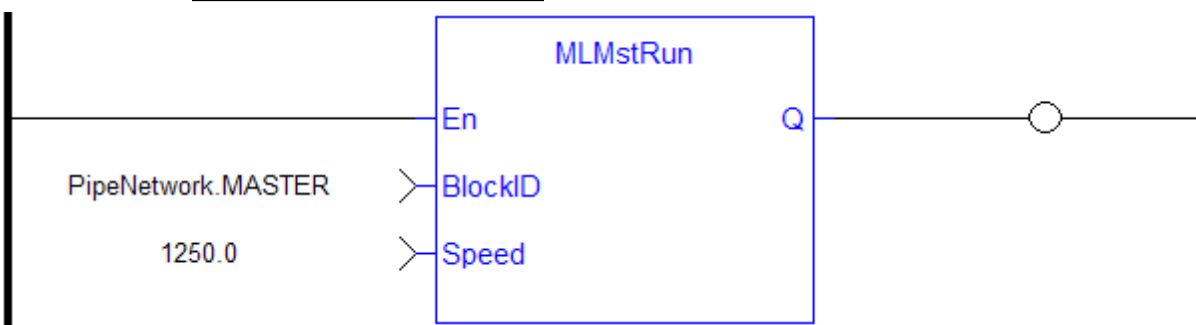 MLMstRun
En Q
PipeNetwork.MASTER BlockID
1250.0 Speed